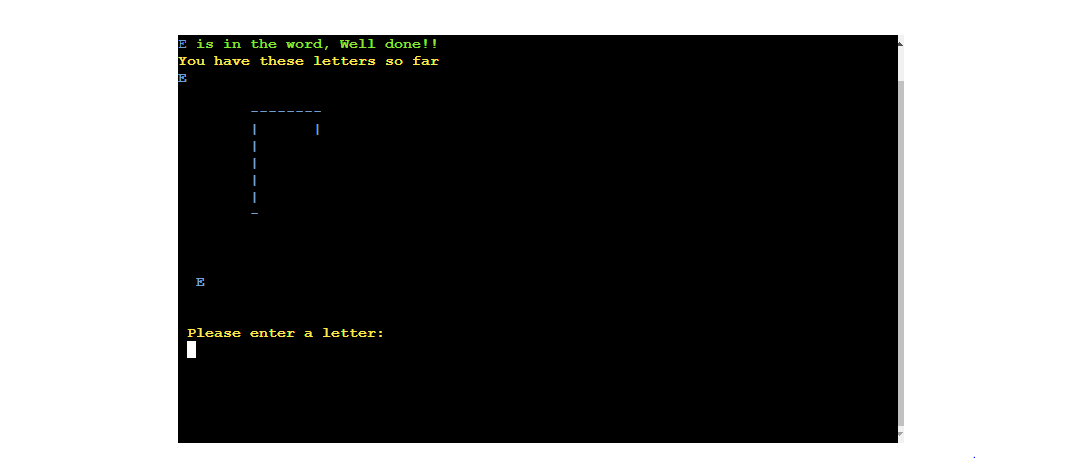 E is in the word, Well done!!
You have these letters so far
E
E
Please enter a letter: